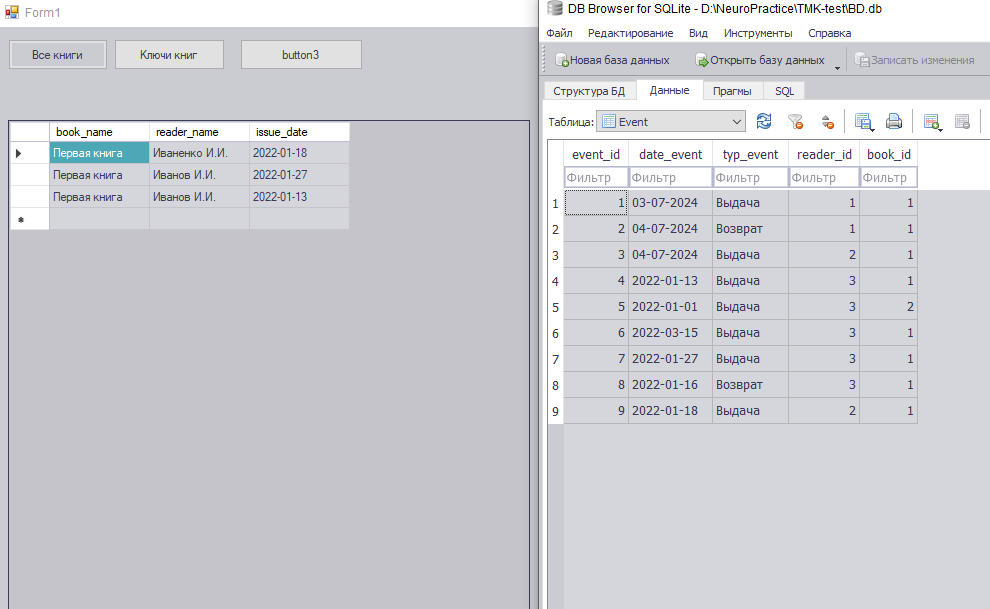 Form1
Все книги Ключи книг button3
book_name reader_name issue_date
Первая книга Иваненко И.И. 2022-01-18
Первая книга Иванов И.И. 2022-01-27
Первая книга Иванов И.И. 2022-01-13
DB Browser for SQLite - D:\NeuroPractice\TMK-test\BD.db
Файл Редактирование Вид Инструменты Справка
Новая база данных Открыть базу данных Записать изменения
Структура БД Данные Прагмы SQL
Таблица: Event
event_id date_event typ_event reader_id book_id
Фильтр Фильтр Фильтр Фильтр Фильтр
1 1 03-07-2024 Выдача 1 1
2 2 04-07-2024 Возврат 1 1
3 3 04-07-2024 Выдача 2 1
4 4 2022-01-13 Выдача 3 1
5 5 2022-01-01 Выдача 3 2
6 6 2022-03-15 Выдача 3 1
7 7 2022-01-27 Выдача 3 1
8 8 2022-01-16 Возврат 3 1
9 9 2022-01-18 Выдача 2 1